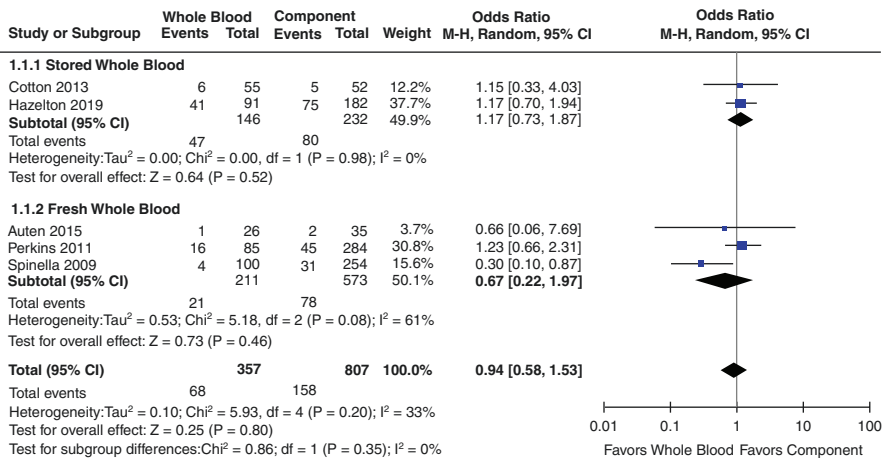 Whole Blood Component Odds Ratio Odds Ratio
Study or Subgroup Events Total Events Total Weight M-H, Random, 95% CI M-H, Random, 95% CI
1.1.1 Stored Whole Blood
Cotton 2013 6 55 5 52 12.2% 1.15 [0.33, 4.03]
Hazelton 2019 41 91 75 182 37.7% 1.17 [0.70, 1.94]
Subtotal (95% CI) 146 232 49.9% 1.17 [0.73, 1.87]
Total events 47 80
Heterogeneity:Tau² = 0.00; Chi² = 0.00, df = 1 (P = 0.98); I² = 0%
Test for overall effect: Z = 0.64 (P = 0.52)
1.1.2 Fresh Whole Blood
Auten 2015 1 26 2 35 3.7% 0.66 [0.06, 7.69]
Perkins 2011 16 85 45 284 30.8% 1.23 [0.66, 2.31]
Spinella 2009 4 100 31 254 15.6% 0.30 [0.10, 0.87]
Subtotal (95% CI) 211 573 50.1% 0.67 [0.22, 1.97]
Total events 21 78
Heterogeneity:Tau² = 0.53; Chi² = 5.18, df = 2 (P = 0.08); I² = 61%
Test for overall effect: Z = 0.73 (P = 0.46)
Total (95% CI) 357 807 100.0% 0.94 [0.58, 1.53]
Total events 68 158
Heterogeneity:Tau² = 0.10; Chi² = 5.93, df = 4 (P = 0.20); I² = 33%
Test for overall effect: Z = 0.25 (P = 0.80)
Test for subgroup differences:Chi² = 0.86; df = 1 (P = 0.35); I² = 0%
0.01 0.1 1 10 100
Favors Whole Blood Favors Component